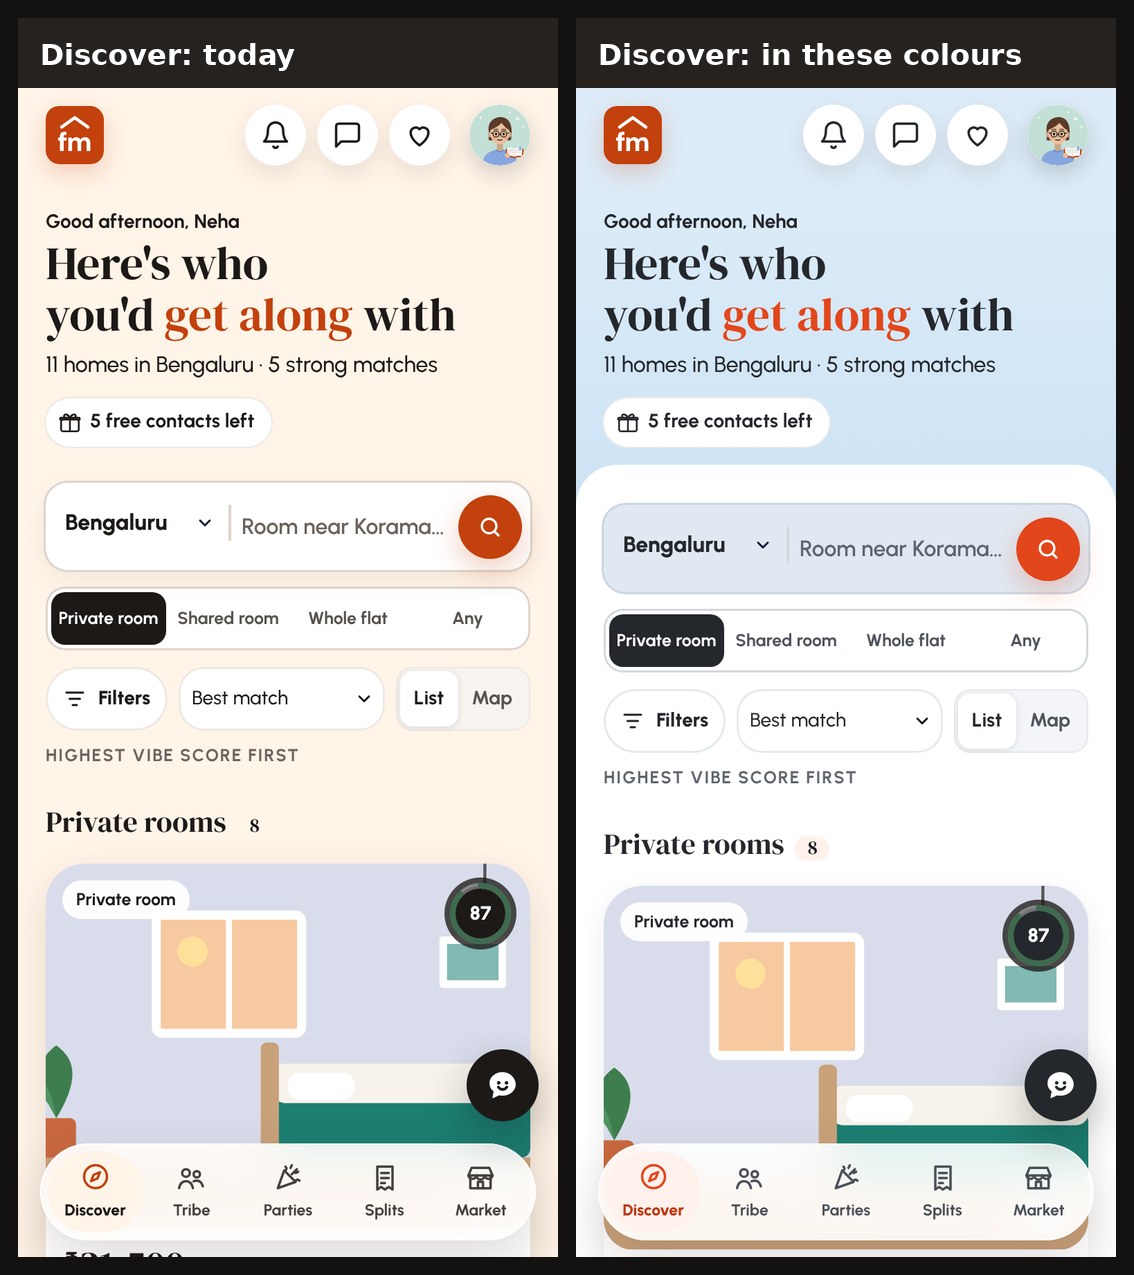 Discover: today
fm
Good afternoon, Neha
Here's who
you'd get along with
11 homes in Bengaluru · 5 strong matches
5 free contacts left
Bengaluru
Room near Korama...
Private room
Shared room
Whole flat
Any
Filters
Best match
List
Map
HIGHEST VIBE SCORE FIRST
Private rooms 8
Private room
87
Discover
Tribe
Parties
Splits
Market
Discover: in these colours
fm
Good afternoon, Neha
Here's who
you'd get along with
11 homes in Bengaluru · 5 strong matches
5 free contacts left
Bengaluru
Room near Korama...
Private room
Shared room
Whole flat
Any
Filters
Best match
List
Map
HIGHEST VIBE SCORE FIRST
Private rooms 8
Private room
87
Discover
Tribe
Parties
Splits
Market